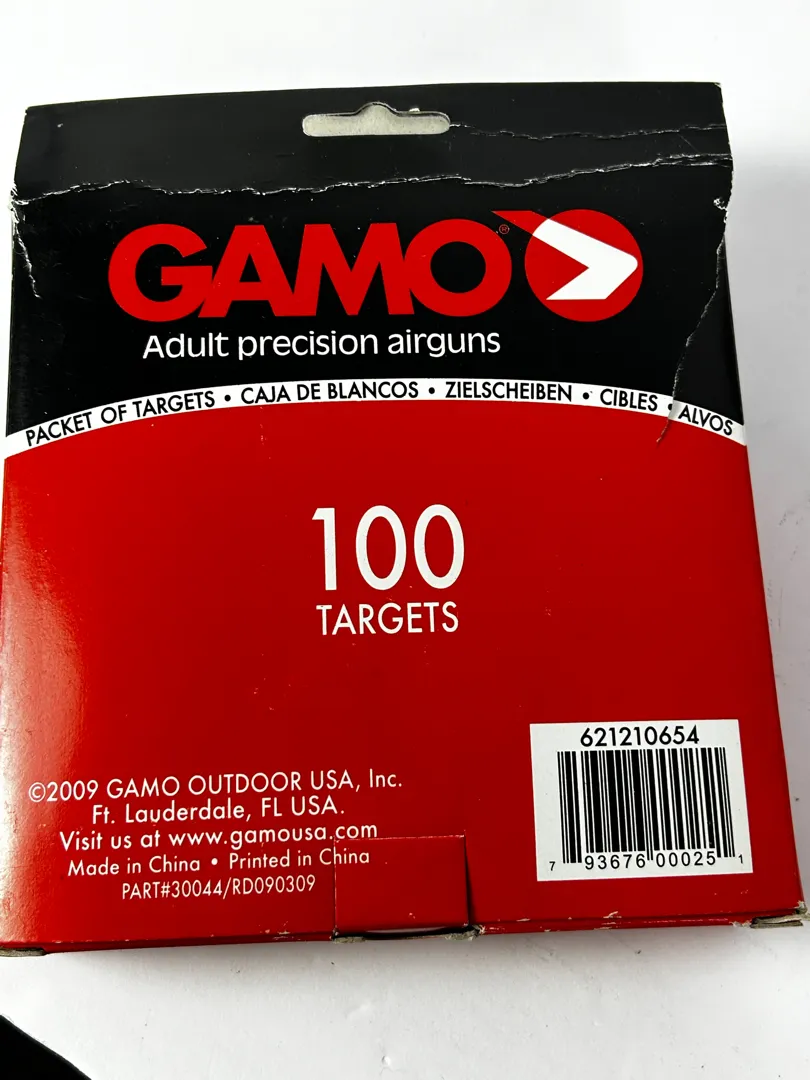 GAMO®
Adult precision airguns
PACKET OF TARGETS • CAJA DE BLANCOS • ZIELSCHEIBEN • CIBLES • ALVOS
100
TARGETS
621210654
7 93676 00025 1
©2009 GAMO OUTDOOR USA, Inc.
Ft. Lauderdale, FL USA.
Visit us at www.gamousa.com
Made in China • Printed in China
PART#30044/RD090309